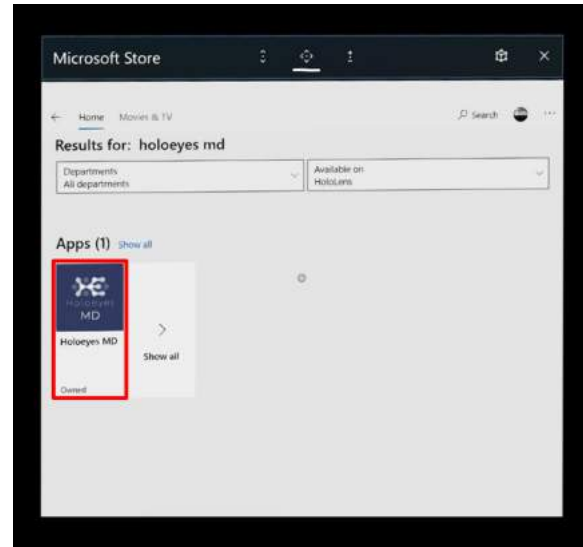 Microsoft Store
Home Movies & TV
Search
Results for: holoeyes md
Departments
All departments
Available on
HoloLens
Apps (1) Show all
Holoeyes
MD
Holoeyes MD
Show all
Owned